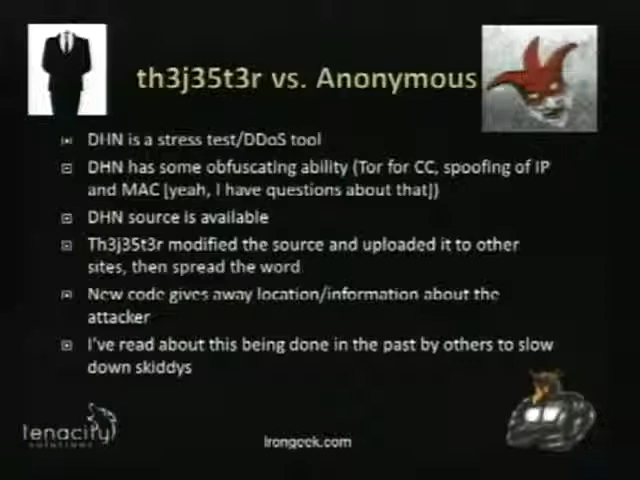 th3j35t3r vs. Anonymous
DHN is a stress test/DDoS tool
DHN has some obfuscating ability (Tor for CC, spoofing of IP
and MAC [yeah, I have questions about that])
DHN source is available
Th3j35t3r modified the source and uploaded it to other
sites, then spread the word
New code gives away location/information about the
attacker
I've read about this being done in the past by others to slow
down skiddys
tenacity
SOLUTIONS
Irongeek.com